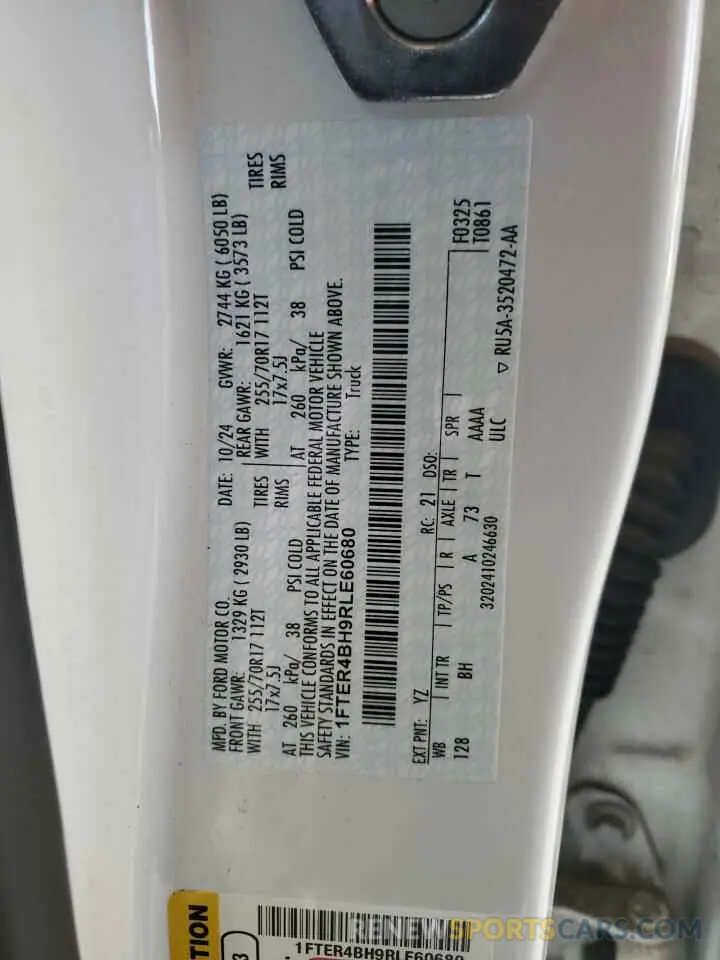 MFD. BY FORD MOTOR CO.
DATE: 10/24 GVWR: 2744 KG ( 6050 LB)
FRONT GAWR: 1329 KG ( 2930 LB)
REAR GAWR: 1621 KG ( 3573 LB)
WITH 255/70R17 112T TIRES
WITH 255/70R17 112T TIRES
17x7.5J RIMS
17x7.5J RIMS
AT 260 kPa/ 38 PSI COLD
AT 260 kPa/ 38 PSI COLD
THIS VEHICLE CONFORMS TO ALL APPLICABLE FEDERAL MOTOR VEHICLE
SAFETY STANDARDS IN EFFECT ON THE DATE OF MANUFACTURE SHOWN ABOVE.
VIN: 1FTER4BH9RLE60680 TYPE: Truck
F0325
T0861
EXT PNT: YZ RC: 21 DSO:
WB INT TR TP/PS R AXLE TR SPR
128 BH A 73 T AAAA
ULC
3202410246630
▽ RU5A-3520472-AA
TION
3
1FTER4BH9RLE60680
RENEWSPORTSCARS.COM